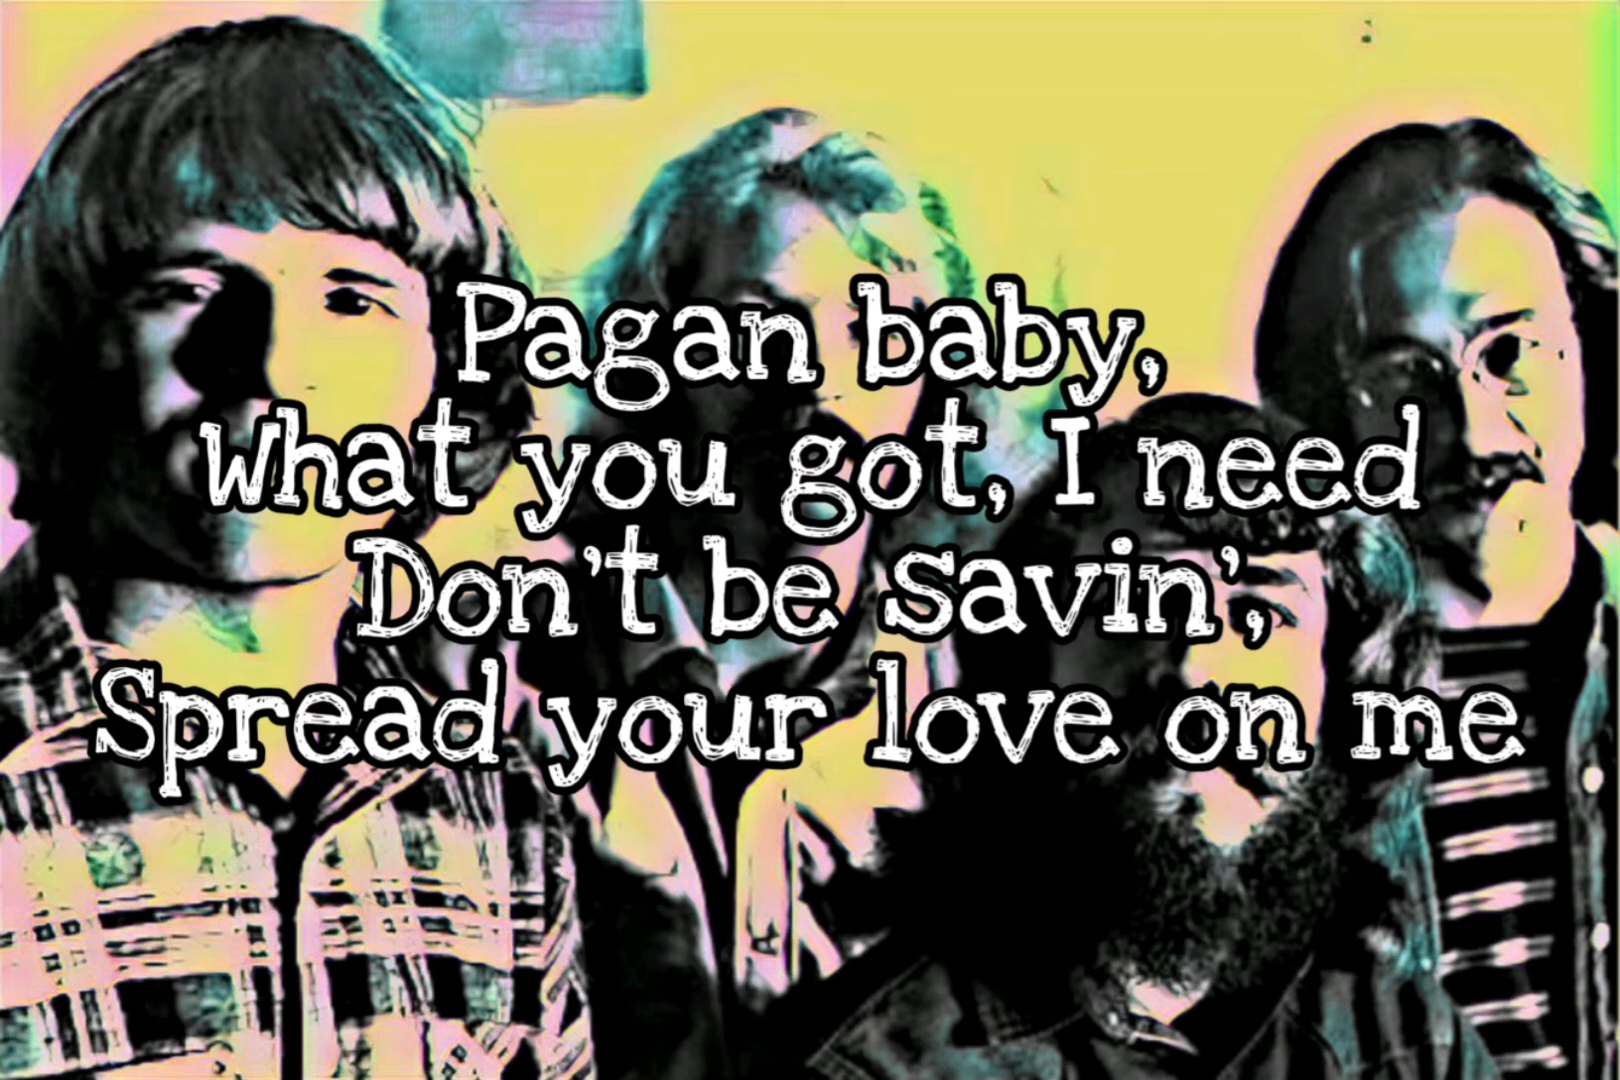 Pagan baby,
What you got, I need
Don't be savin',
Spread your love on me